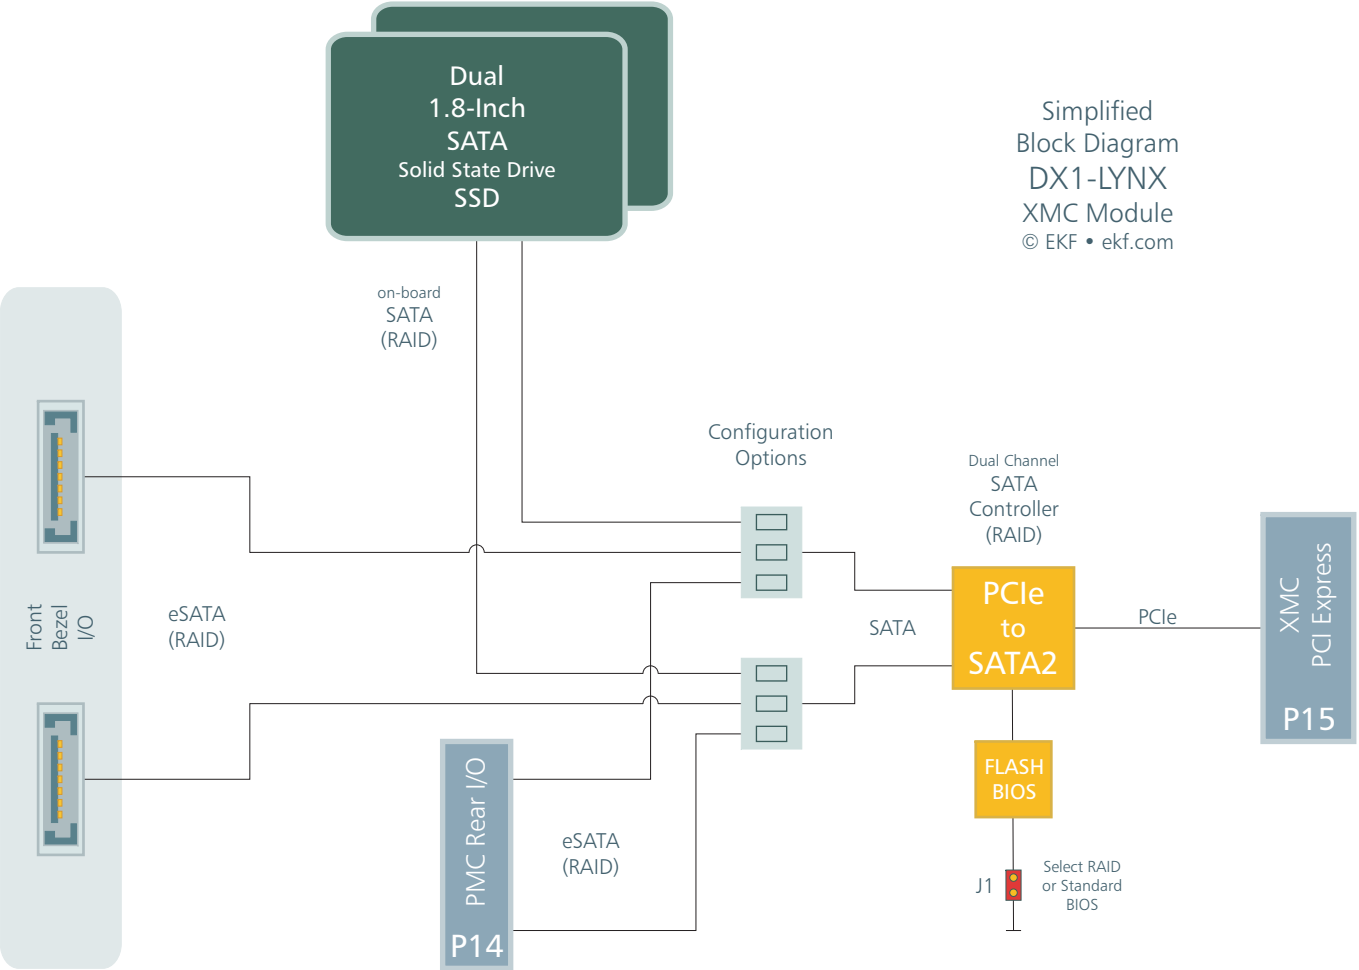 Dual
1.8-Inch
SATA
Solid State Drive
SSD
Simplified
Block Diagram
DX1-LYNX
XMC Module
© EKF • ekf.com
on-board
SATA
(RAID)
Configuration
Options
Dual Channel
SATA
Controller
(RAID)
Front
Bezel
I/O
eSATA
(RAID)
SATA
PCIe
to
SATA2
PCIe
XMC
PCI Express
P15
FLASH
BIOS
PMC Rear I/O
P14
eSATA
(RAID)
J1
Select RAID
or Standard
BIOS